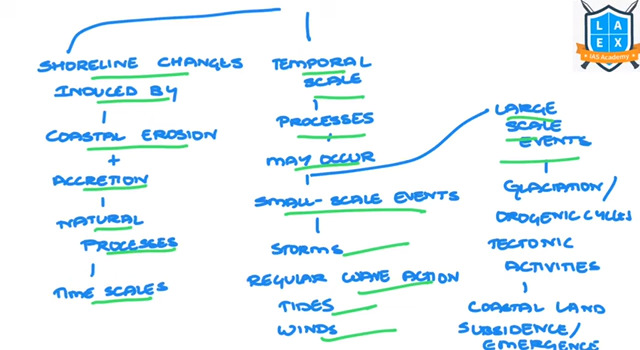 SHORELINE CHANGES
INDUCED BY
COASTAL EROSION
+
ACCRETION
NATURAL
PROCESSES
TIME SCALES
TEMPORAL
SCALE
PROCESSES
MAY OCCUR
SMALL-SCALE EVENTS
STORMS
REGULAR WAVE ACTION
TIDES
WINDS
LARGE
SCALE
EVENTS
GLACIATION/
OROGENIC CYCLES
TECTONIC
ACTIVITIES
COASTAL LAND
SUBSIDENCE/
EMERGENCE
L A
E X
IAS Academy